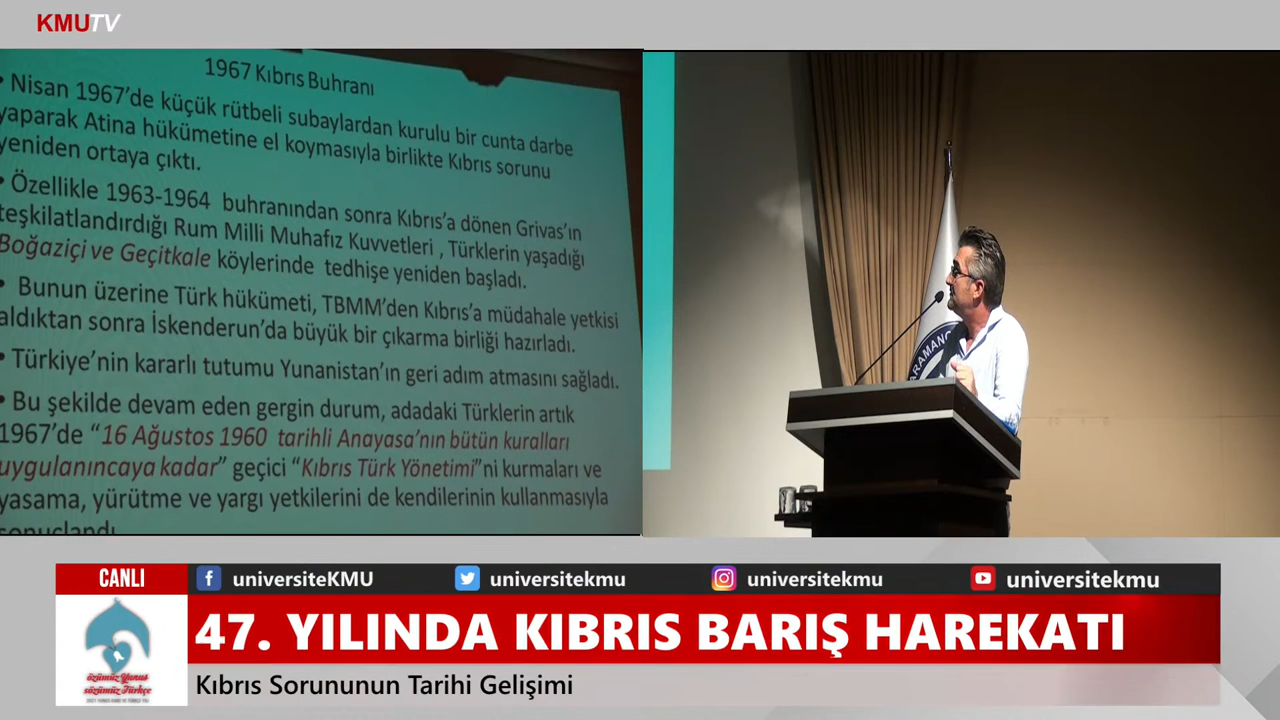 KMUTV
1967 Kıbrıs Buhranı
• Nisan 1967'de küçük rütbeli subaylardan kurulu bir cunta darbe
yaparak Atina hükümetine el koymasıyla birlikte Kıbrıs sorunu
yeniden ortaya çıktı.
• Özellikle 1963-1964 buhranından sonra Kıbrıs'a dönen Grivas'ın
teşkilatlandırdığı Rum Milli Muhafız Kuvvetleri , Türklerin yaşadığı
Boğaziçi ve Geçitkale köylerinde tedhişe yeniden başladı.
• Bunun üzerine Türk hükümeti, TBMM'den Kıbrıs'a müdahale yetkisi
aldıktan sonra İskenderun'da büyük bir çıkarma birliği hazırladı.
• Türkiye'nin kararlı tutumu Yunanistan'ın geri adım atmasını sağladı.
• Bu şekilde devam eden gergin durum, adadaki Türklerin artık
1967'de "16 Ağustos 1960 tarihli Anayasa'nın bütün kuralları
uygulanıncaya kadar" geçici "Kıbrıs Türk Yönetimi"ni kurmaları ve
yasama, yürütme ve yargı yetkilerini de kendilerinin kullanmasıyla
sonuçlandı.
ARAMANO
CANLI
universiteKMU
universitekmu
universitekmu
universitekmu
47. YILINDA KIBRIS BARIŞ HAREKATI
Kıbrıs Sorununun Tarihi Gelişimi
özümüz Yunus
sözümüz Türkçe